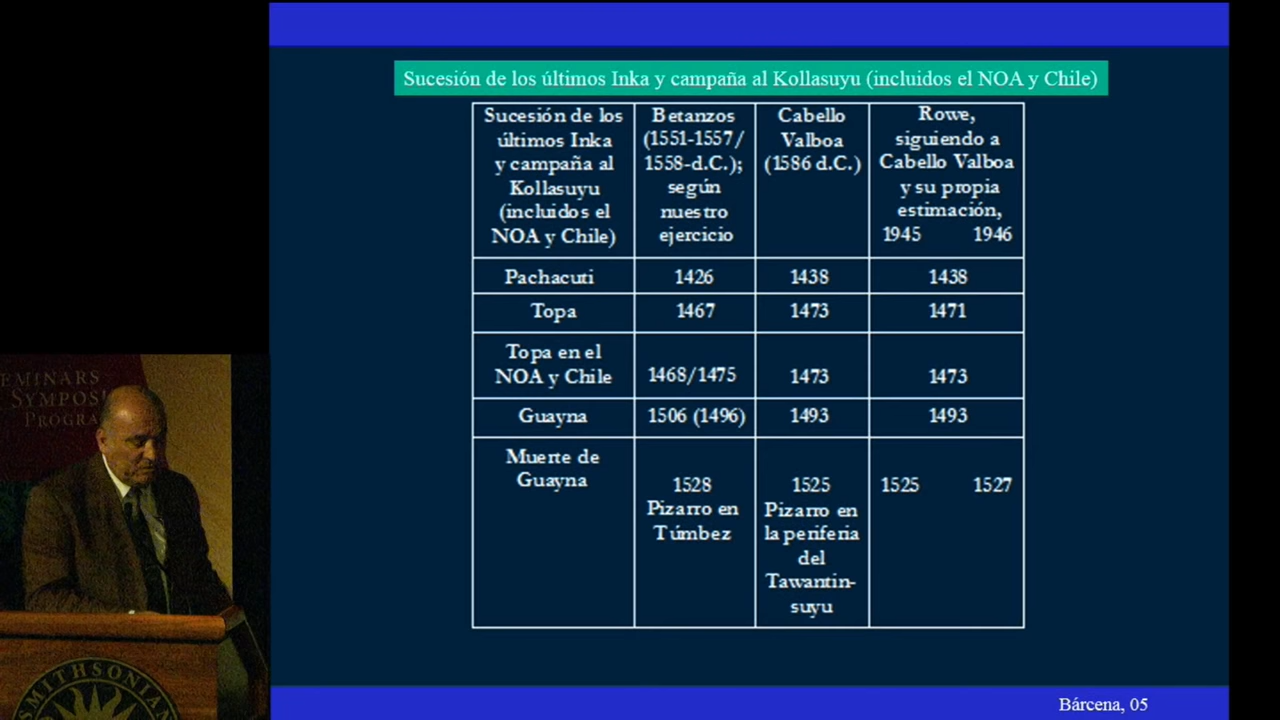 Sucesión de los últimos Inka y campaña al Kollasuyu (incluidos el NOA y Chile)
Sucesión de los
últimos Inka
y campaña al
Kollasuyu
(incluidos el
NOA y Chile)
Betanzos
(1551-1557/
1558-d.C.);
según
nuestro
ejercicio
Cabello
Valboa
(1586 d.C.)
Rowe,
siguiendo a
Cabello Valboa
y su propia
estimación,
1945 1946
Pachacuti 1426 1438 1438
Topa 1467 1473 1471
Topa en el
NOA y Chile 1468/1475 1473 1473
Guayna 1506 (1496) 1493 1493
Muerte de
Guayna
1528
Pizarro en
Túmbez
1525
Pizarro en
la periferia
del
Tawantin-
suyu
1525 1527
Bárcena, 05
EMINARS
SYMPOS
PROGRA
SMITHSONIAN